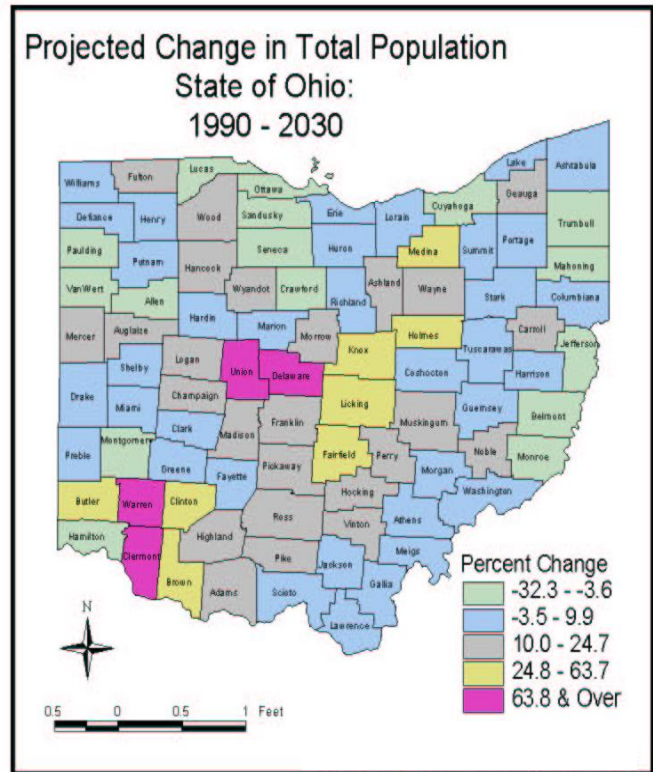 Projected Change in Total Population
State of Ohio:
1990 - 2030
Williams
Fulton
Lucas
Ottawa
Lake
Ashtabula
Geauga
Cuyahoga
Defiance
Henry
Wood
Sandusky
Erie
Lorain
Trumbull
Paulding
Putnam
Seneca
Huron
Medina
Summit
Portage
Mahoning
Hancock
VanWert
Allen
Wyandot
Crawford
Richland
Ashland
Wayne
Stark
Columbiana
Hardin
Marion
Mercer
Auglaize
Morrow
Holmes
Carroll
Jefferson
Logan
Union
Delaware
Knox
Tuscarawas
Shelby
Coshocton
Harrison
Drake
Miami
Champaign
Licking
Guernsey
Belmont
Clark
Madison
Franklin
Muskingum
Montgomery
Preble
Greene
Fayette
Pickaway
Fairfield
Perry
Noble
Monroe
Morgan
Washington
Butler
Warren
Clinton
Hocking
Ross
Athens
Hamilton
Highland
Vinton
Meigs
Clermont
Pike
Jackson
Brown
Adams
Scioto
Gallia
Lawrence
N
Percent Change
-32.3 - -3.6
-3.5 - 9.9
10.0 - 24.7
24.8 - 63.7
63.8 & Over
0.5 0 0.5 1 Feet